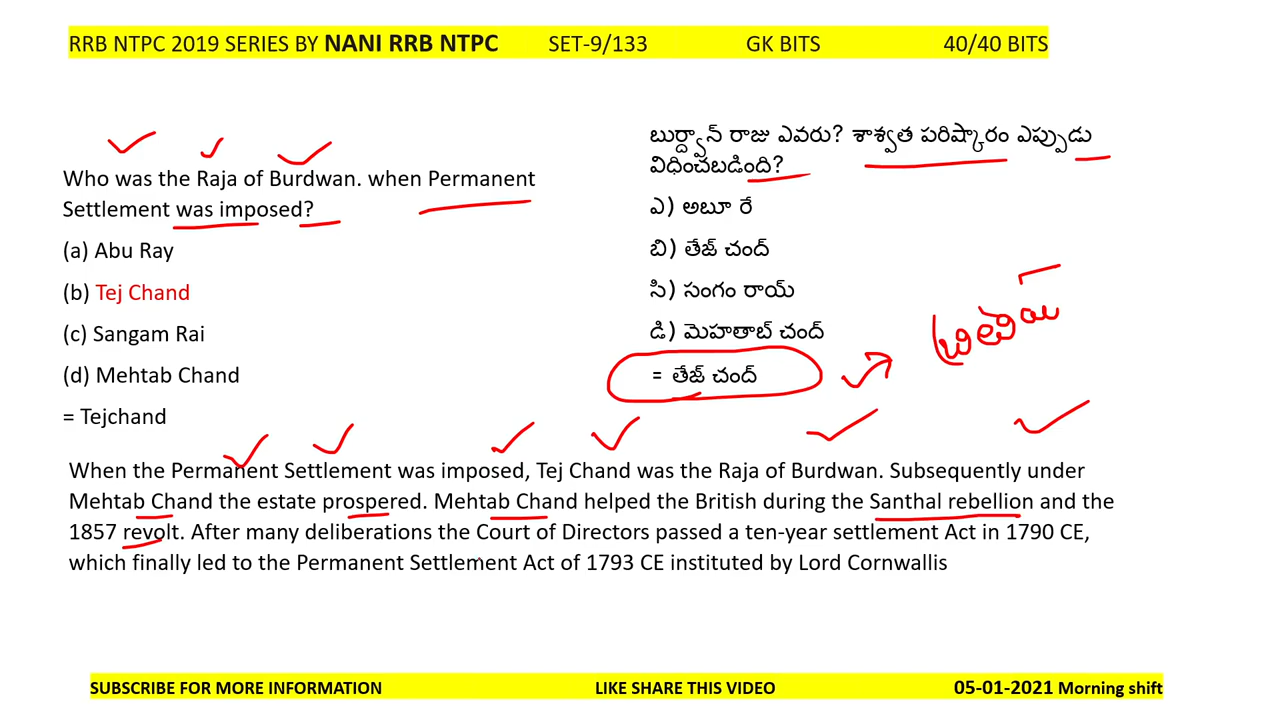 RRB NTPC 2019 SERIES BY NANI RRB NTPC SET-9/133 GK BITS 40/40 BITS
Who was the Raja of Burdwan. when Permanent
Settlement was imposed?
(a) Abu Ray
(b) Tej Chand
(c) Sangam Rai
(d) Mehtab Chand
= Tejchand
బుర్ద్వాన్ రాజు ఎవరు? శాశ్వత పరిష్కారం ఎప్పుడు
విధించబడింది?
ఎ) అబూ రే
బి) తేజ్ చంద్
సి) సంగం రాయ్
డి) మెహతాబ్ చంద్
= తేజ్ చంద్
When the Permanent Settlement was imposed, Tej Chand was the Raja of Burdwan. Subsequently under
Mehtab Chand the estate prospered. Mehtab Chand helped the British during the Santhal rebellion and the
1857 revolt. After many deliberations the Court of Directors passed a ten-year settlement Act in 1790 CE,
which finally led to the Permanent Settlement Act of 1793 CE instituted by Lord Cornwallis
SUBSCRIBE FOR MORE INFORMATION LIKE SHARE THIS VIDEO 05-01-2021 Morning shift